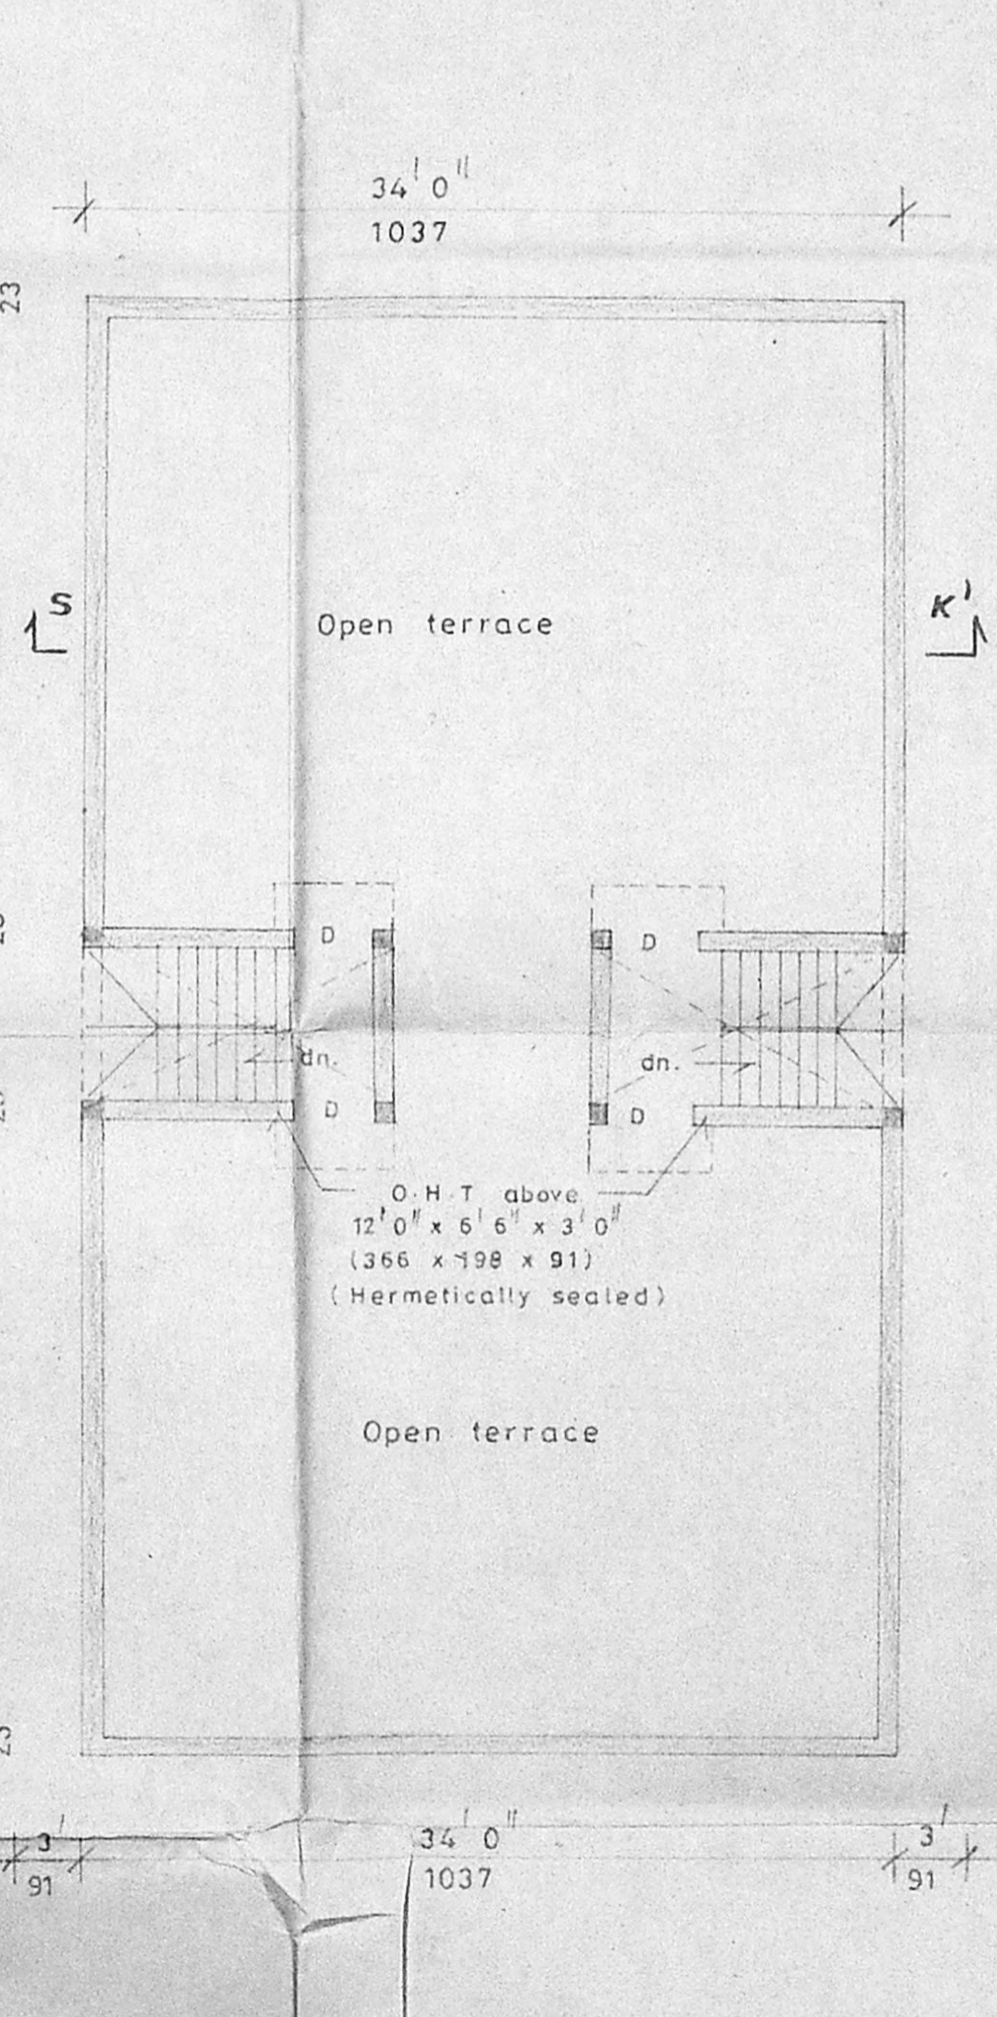 34' 0"
1037
23
S
K'
Open terrace
D
D
dn.
dn.
D
D
O.H.T above
12' 0" x 6' 6" x 3' 0"
(366 x 198 x 91)
(Hermetically sealed)
Open terrace
23
3'
34' 0"
3'
91
1037
91